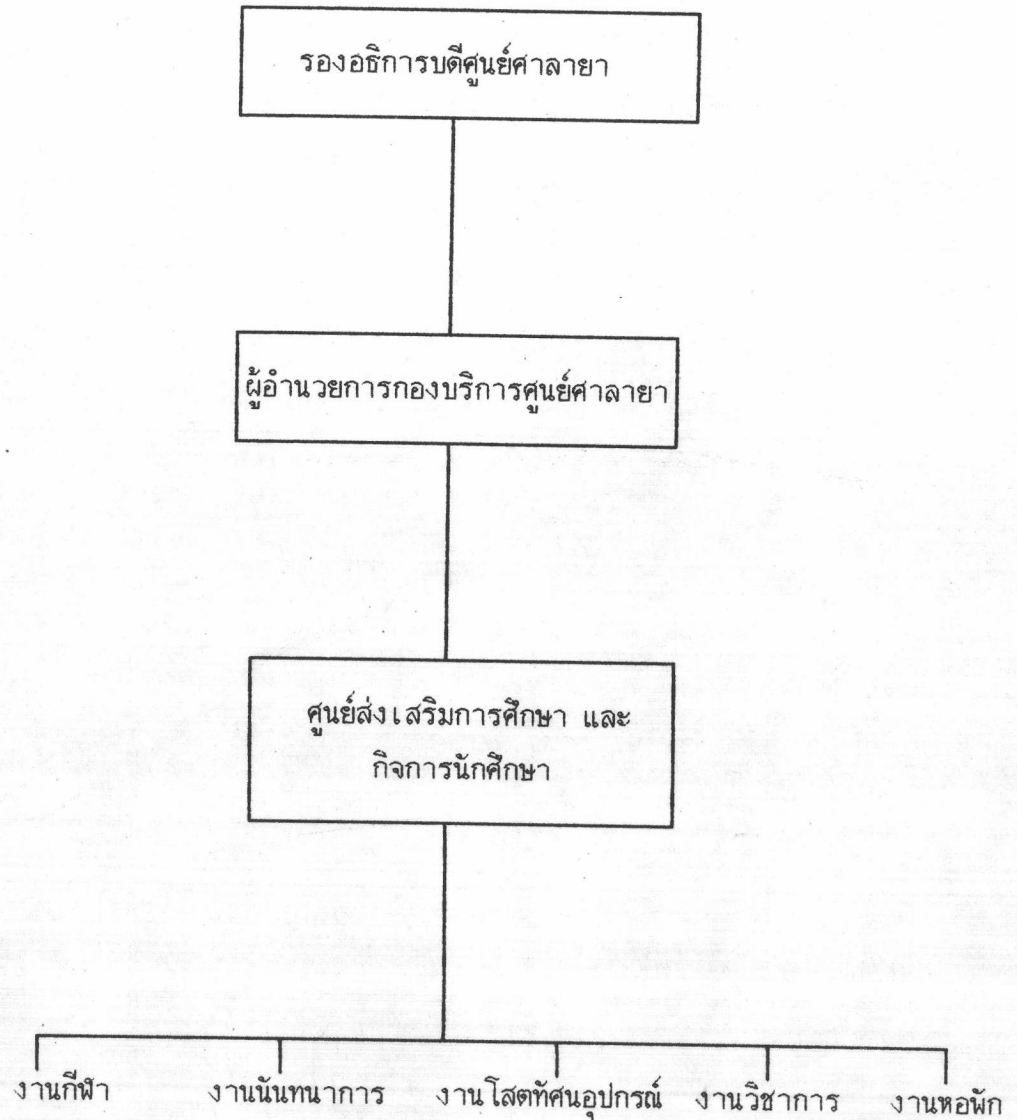 รองอธิการบดีศูนย์ศาลายา
ผู้อำนวยการกองบริการศูนย์ศาลายา
ศูนย์ส่งเสริมการศึกษา และ
กิจการนักศึกษา
งานกีฬา งานนันทนาการ งานโสตทัศนอุปกรณ์ งานวิชาการ งานหอพัก